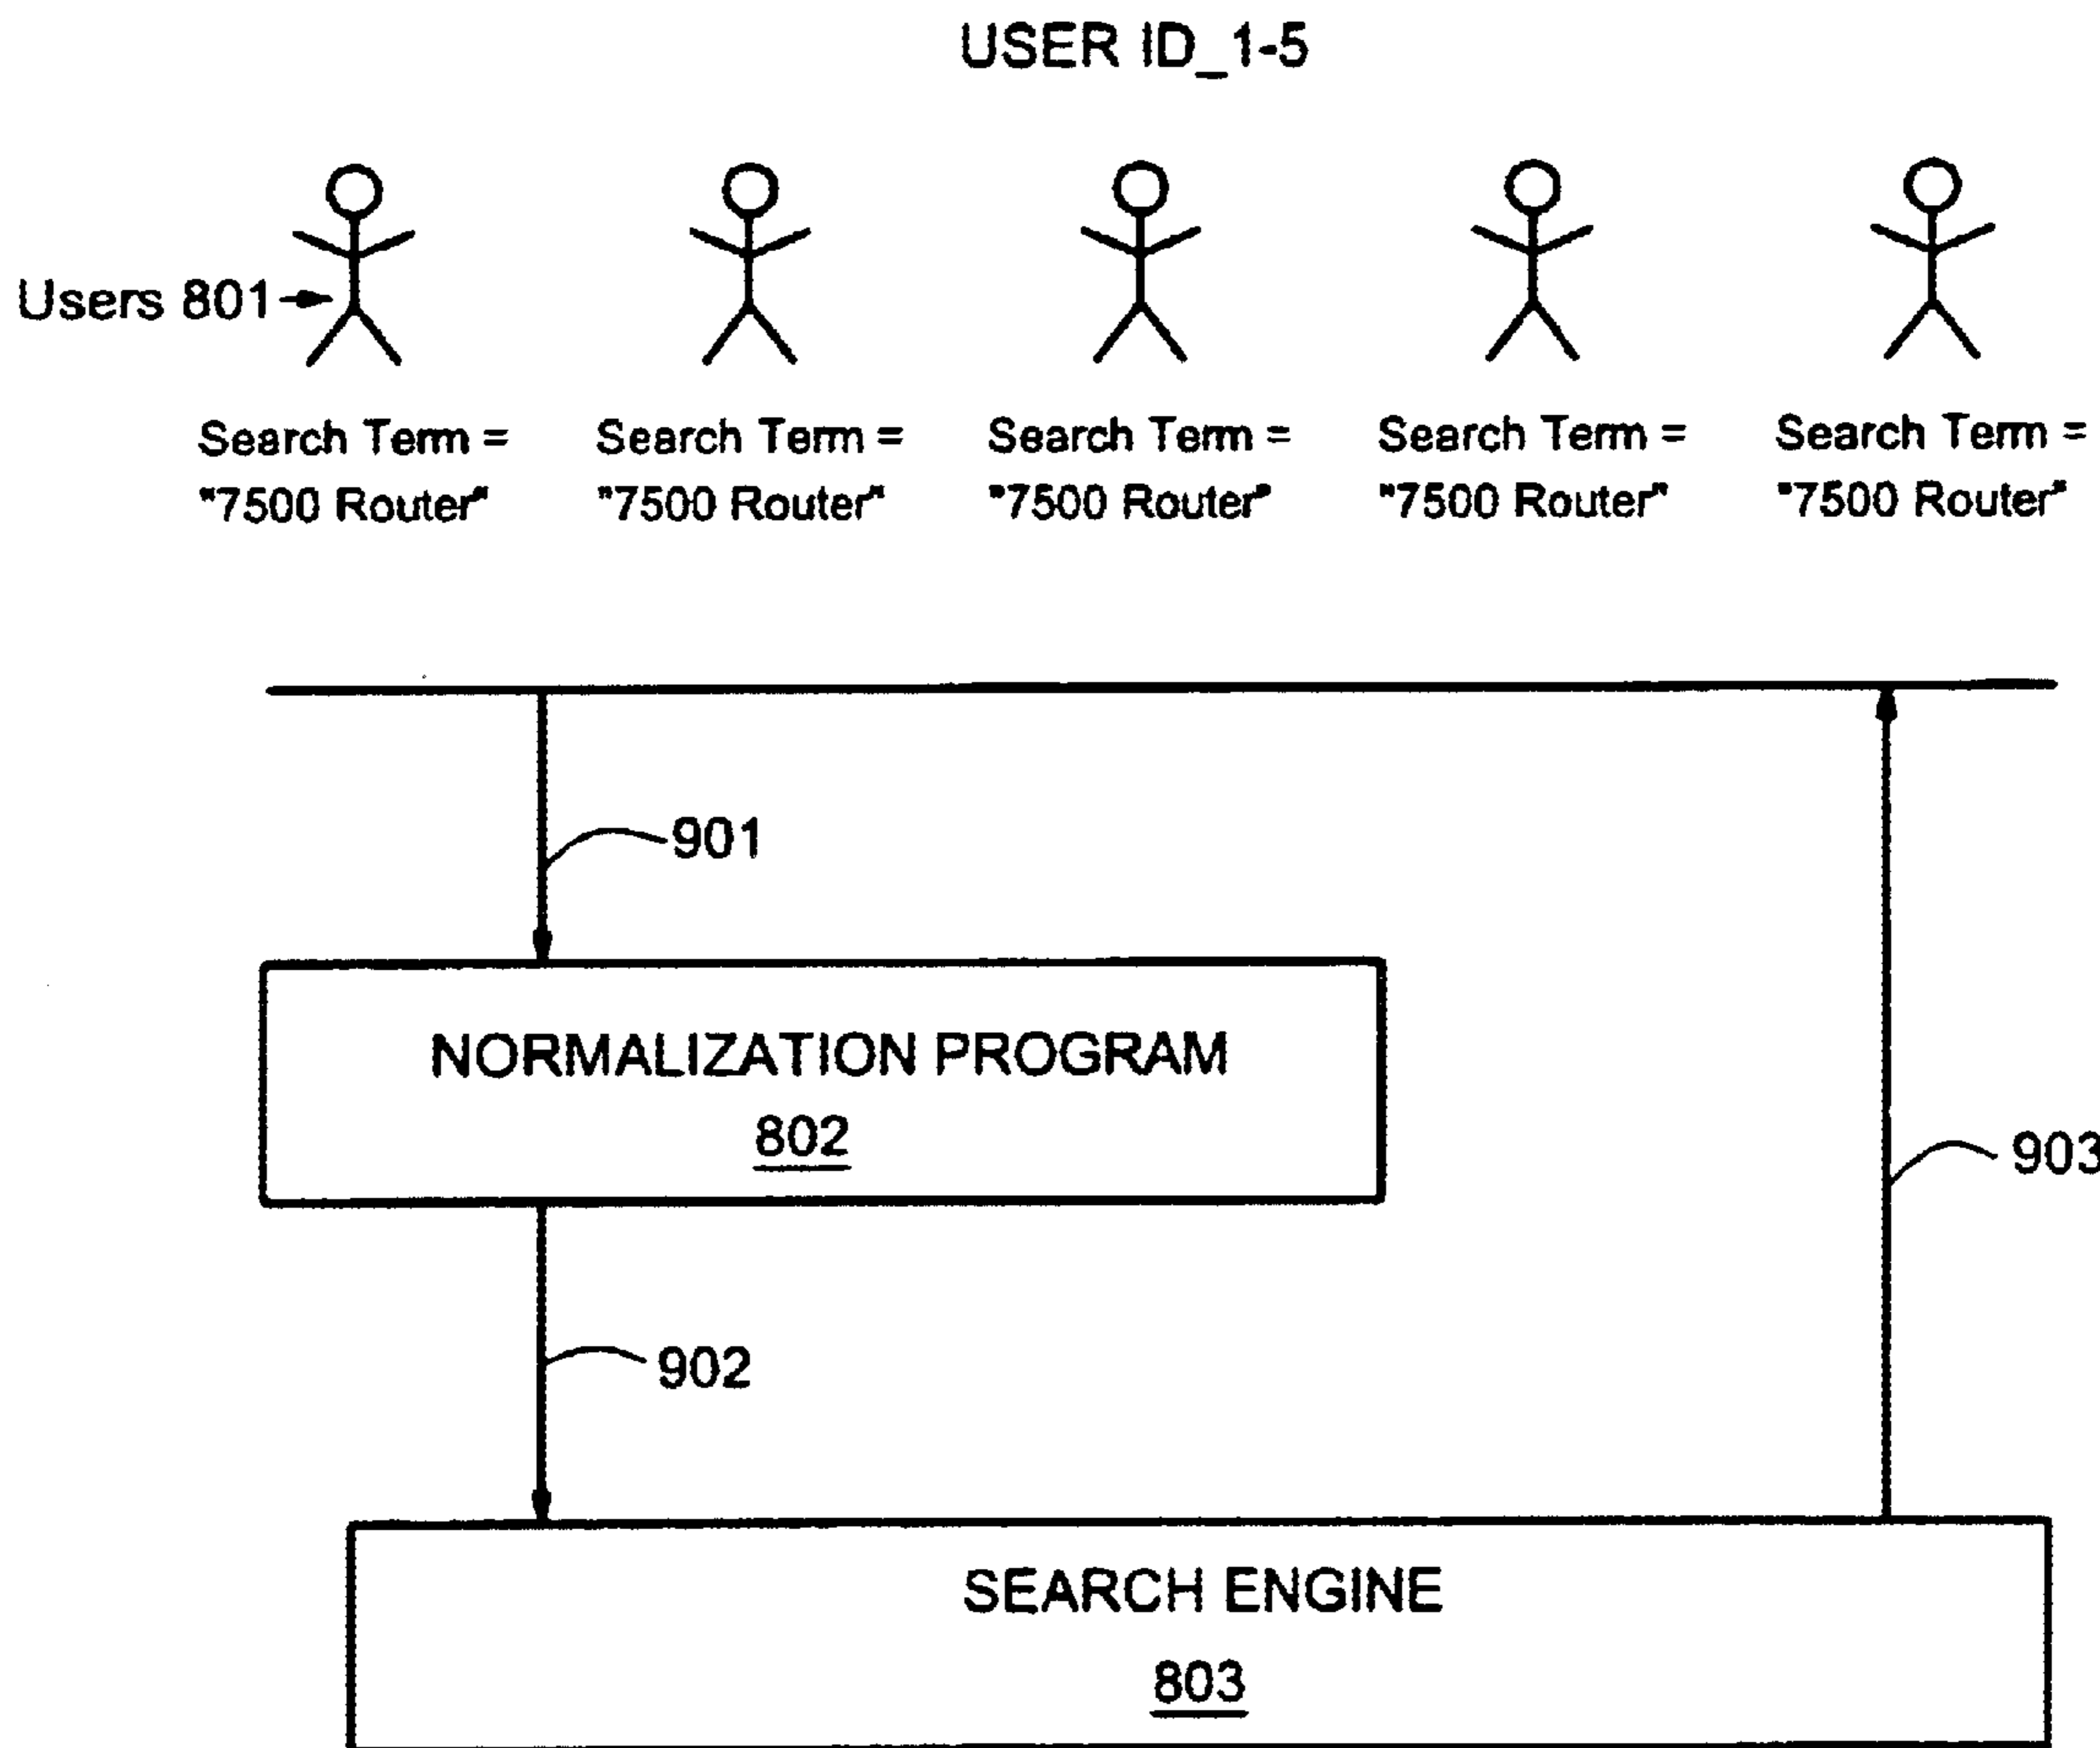 USER ID_1-5
Users 801
Search Term = Search Term = Search Term = Search Term = Search Term =
"7500 Router" "7500 Router" "7500 Router" "7500 Router" "7500 Router"
901
NORMALIZATION PROGRAM
802
903
902
SEARCH ENGINE
803